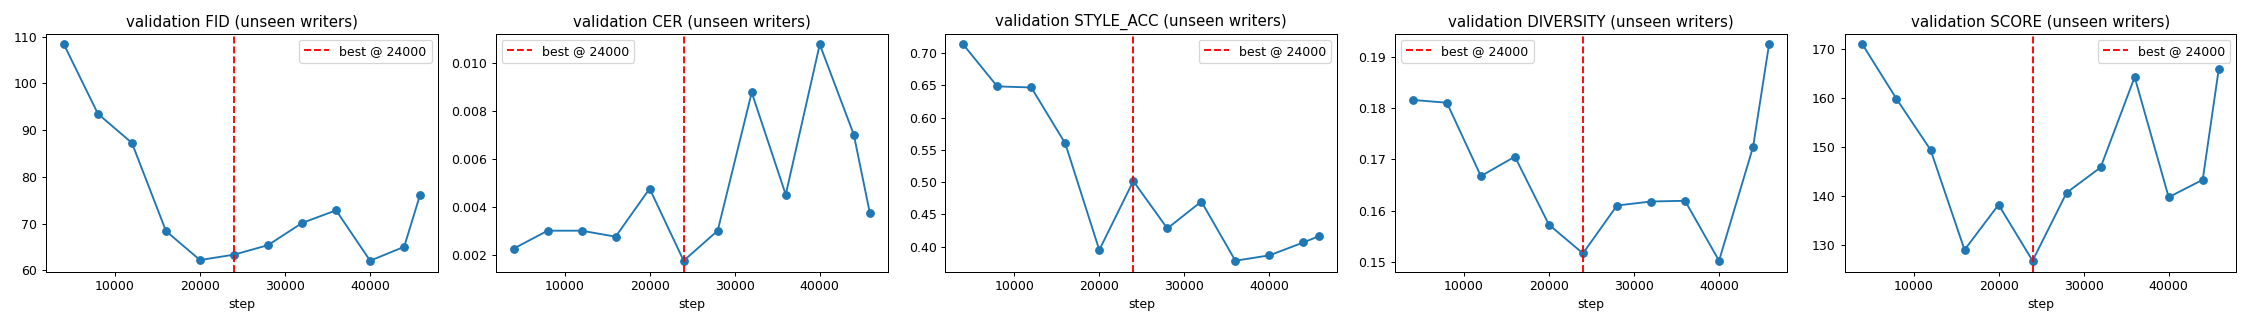 validation FID (unseen writers)
best @ 24000
110
100
90
80
70
60
10000 20000 30000 40000
step
validation CER (unseen writers)
best @ 24000
0.010
0.008
0.006
0.004
0.002
10000 20000 30000 40000
step
validation STYLE_ACC (unseen writers)
best @ 24000
0.70
0.65
0.60
0.55
0.50
0.45
0.40
10000 20000 30000 40000
step
validation DIVERSITY (unseen writers)
best @ 24000
0.19
0.18
0.17
0.16
0.15
10000 20000 30000 40000
step
validation SCORE (unseen writers)
best @ 24000
170
160
150
140
130
10000 20000 30000 40000
step